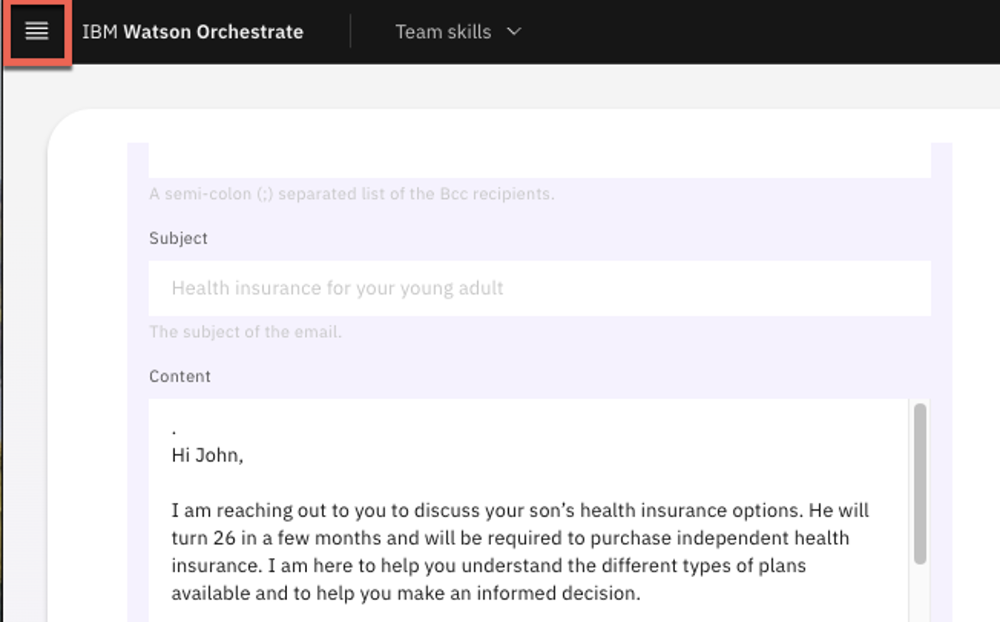 IBM Watson Orchestrate
Team skills
A semi-colon (;) separated list of the Bcc recipients.
Subject
Health insurance for your young adult
The subject of the email.
Content
.
Hi John,
I am reaching out to you to discuss your son’s health insurance options. He will
turn 26 in a few months and will be required to purchase independent health
insurance. I am here to help you understand the different types of plans
available and to help you make an informed decision.